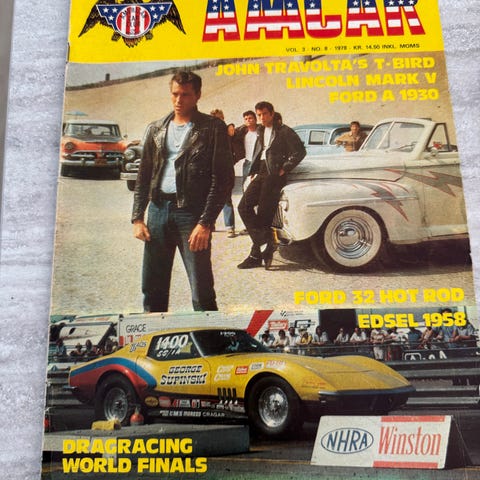 AMCAR
VOL. 3 - NO. 8 - 1978 - KR. 14.50 INKL. MOMS
JOHN TRAVOLTA'S T-BIRD
LINCOLN MARK V
FORD A 1930
FORD 32 HOT ROD
EDSEL 1958
GRACE
1400
GEORGE
SUPINSKI
CRAGAR
NHRA Winston
DRAGRACING
WORLD FINALS